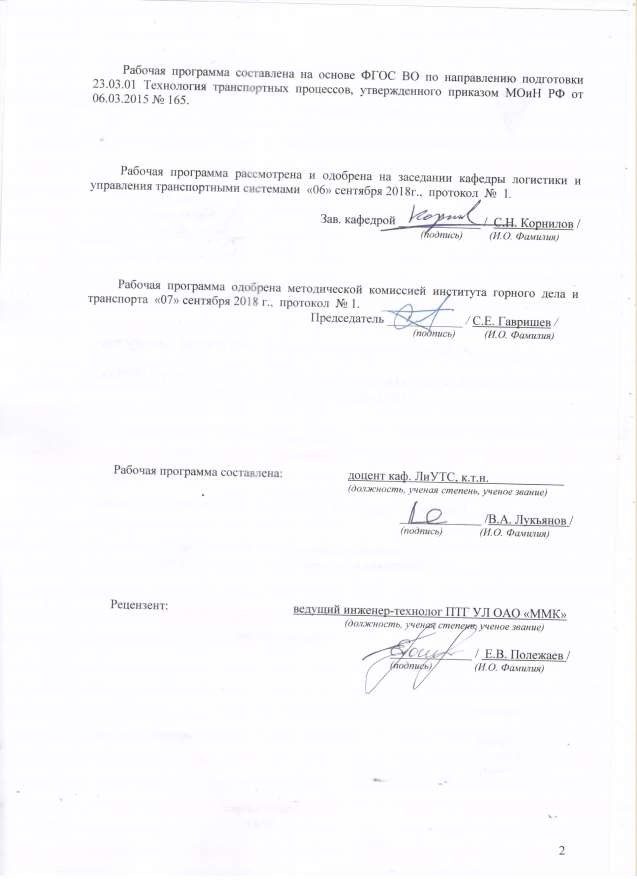 Рабочая программа составлена на основе ФГОС ВО по направлению подготовки
23.03.01 Технология транспортных процессов, утвержденного приказом МОиН РФ от
06.03.2015 № 165.
Рабочая программа рассмотрена и одобрена на заседании кафедры логистики и
управления транспортными системами «06» сентября 2018г., протокол № 1.
Зав. кафедрой / С.Н. Корнилов /
(подпись) (И.О. Фамилия)
Рабочая программа одобрена методической комиссией института горного дела и
транспорта «07» сентября 2018 г., протокол № 1.
Председатель / С.Е. Гавришев /
(подпись) (И.О. Фамилия)
Рабочая программа составлена: доцент каф. ЛиУТС, к.т.н.
(должность, ученая степень, ученое звание)
/В.А. Лукьянов /
(подпись) (И.О. Фамилия)
Рецензент: ведущий инженер-технолог ПТГ УЛ ОАО «ММК»
(должность, ученая степень, ученое звание)
/ Е.В. Полежаев /
(подпись) (И.О. Фамилия)
2